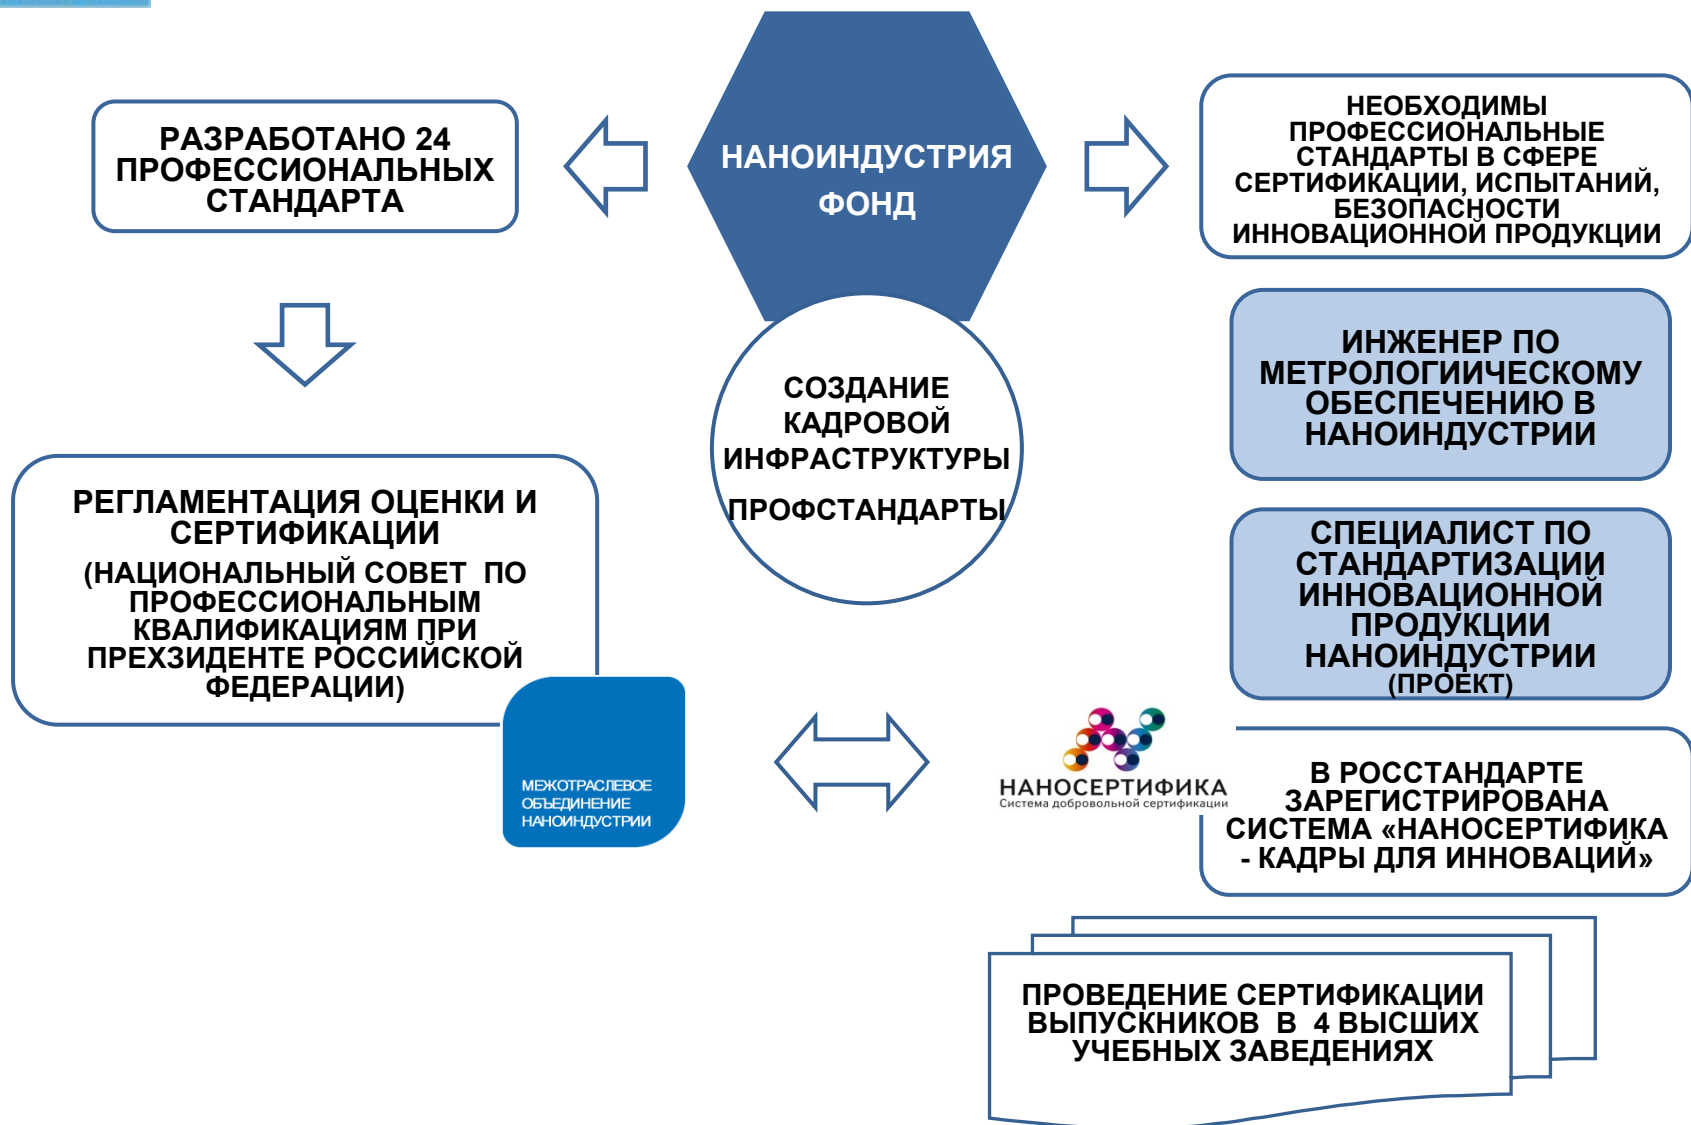 РАЗРАБОТАНО 24
ПРОФЕССИОНАЛЬНЫХ
СТАНДАРТА
НАНОИНДУСТРИЯ
ФОНД
НЕОБХОДИМЫ
ПРОФЕССИОНАЛЬНЫЕ
СТАНДАРТЫ В СФЕРЕ
СЕРТИФИКАЦИИ, ИСПЫТАНИЙ,
БЕЗОПАСНОСТИ
ИННОВАЦИОННОЙ ПРОДУКЦИИ
СОЗДАНИЕ
КАДРОВОЙ
ИНФРАСТРУКТУРЫ
ПРОФСТАНДАРТЫ
ИНЖЕНЕР ПО
МЕТРОЛОГИИЧЕСКОМУ
ОБЕСПЕЧЕНИЮ В
НАНОИНДУСТРИИ
РЕГЛАМЕНТАЦИЯ ОЦЕНКИ И
СЕРТИФИКАЦИИ
(НАЦИОНАЛЬНЫЙ СОВЕТ ПО
ПРОФЕССИОНАЛЬНЫМ
КВАЛИФИКАЦИЯМ ПРИ
ПРЕХЗИДЕНТЕ РОССИЙСКОЙ
ФЕДЕРАЦИИ)
СПЕЦИАЛИСТ ПО
СТАНДАРТИЗАЦИИ
ИННОВАЦИОННОЙ
ПРОДУКЦИИ
НАНОИНДУСТРИИ
(ПРОЕКТ)
МЕЖОТРАСЛЕВОЕ
ОБЪЕДИНЕНИЕ
НАНОИНДУСТРИИ
НАНОСЕРТИФИКА
Система добровольной сертификации
В РОССТАНДАРТЕ
ЗАРЕГИСТРИРОВАНА
СИСТЕМА «НАНОСЕРТИФИКА
- КАДРЫ ДЛЯ ИННОВАЦИЙ»
ПРОВЕДЕНИЕ СЕРТИФИКАЦИИ
ВЫПУСКНИКОВ В 4 ВЫСШИХ
УЧЕБНЫХ ЗАВЕДЕНИЯХ